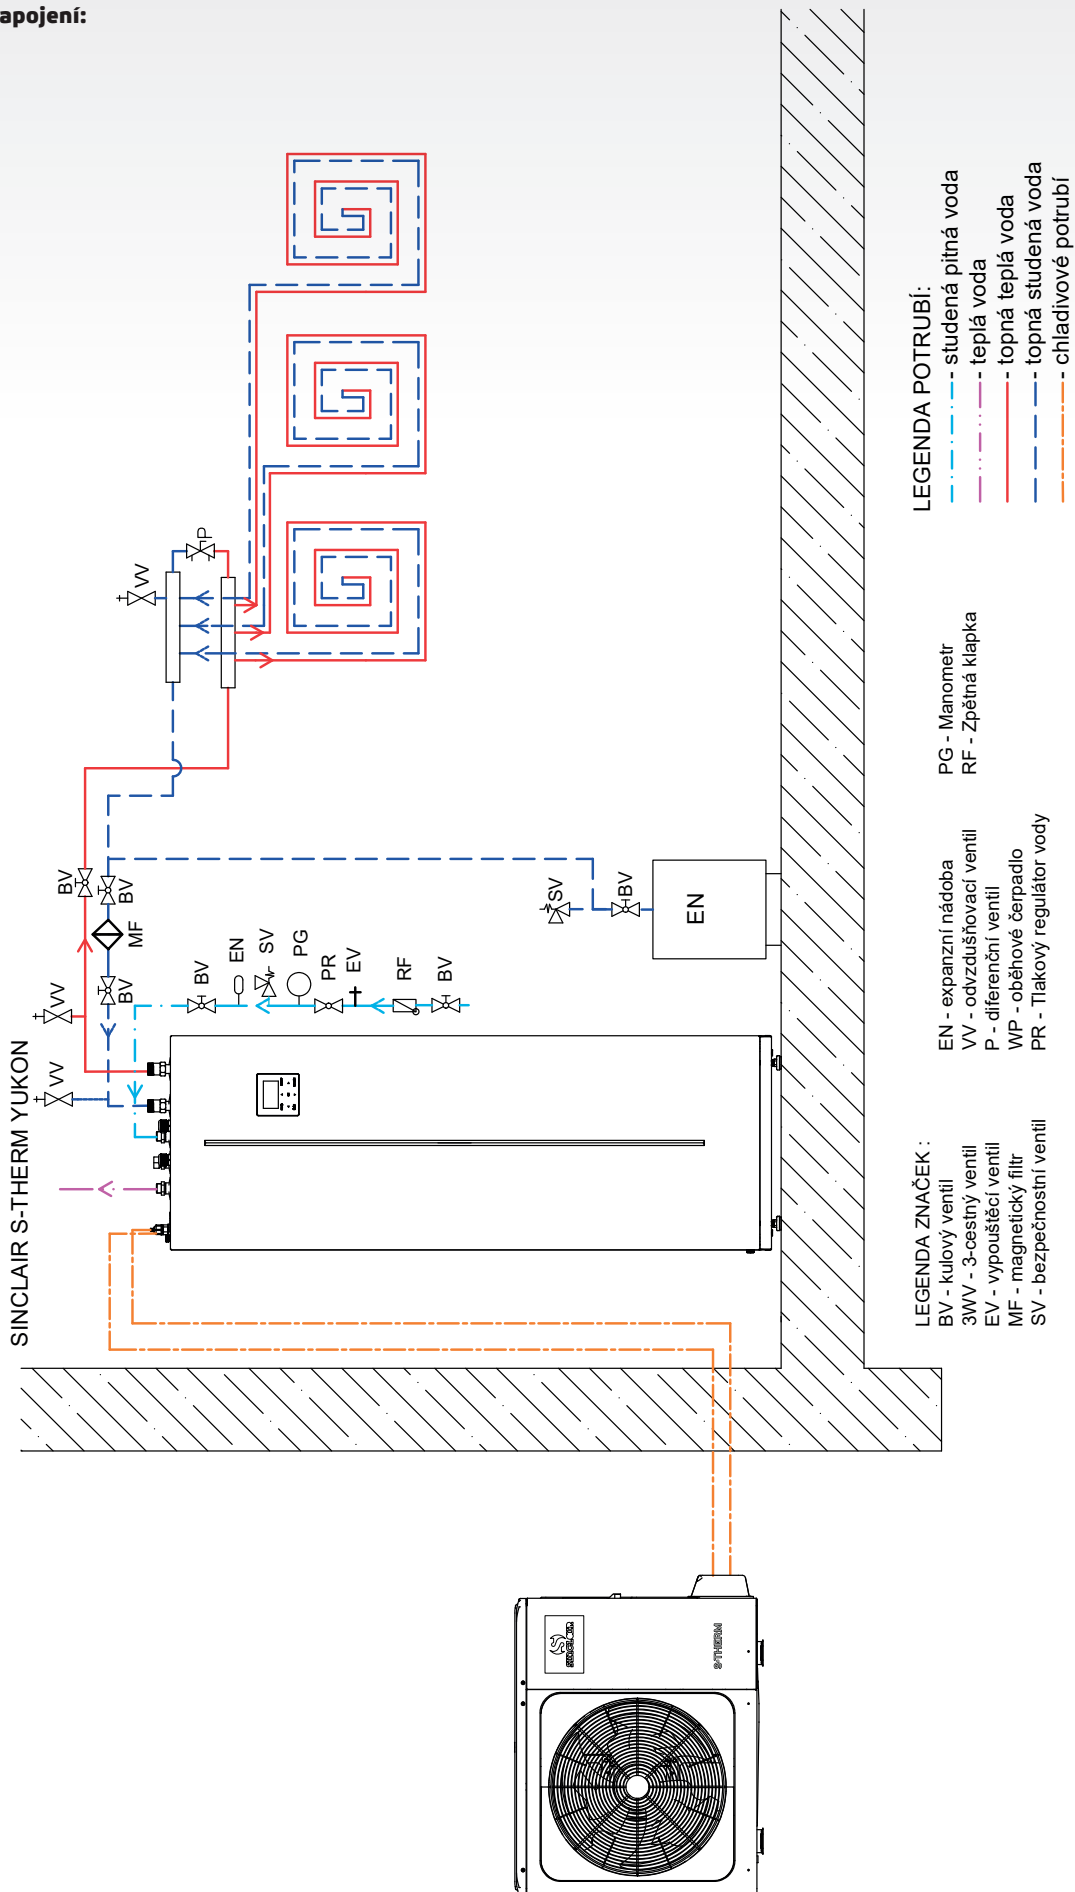 apojení:
SINCLAIR S-THERM YUKON
VV
VV
BV
BV
MF
BV
VV
P
BV
EN
SV
PG
PR
EV
RF
BV
SV
BV
EN
SINCLAIR
S-THERM
LEGENDA ZNAČEK :
BV - kulový ventil
3WV - 3-cestný ventil
EV - vypouštěcí ventil
MF - magnetický filtr
SV - bezpečnostní ventil
EN - expanzní nádoba
VV - odvzdušňovací ventil
P - diferenční ventil
WP - oběhové čerpadlo
PR - Tlakový regulátor vody
PG - Manometr
RF - Zpětná klapka
LEGENDA POTRUBÍ:
- studená pitná voda
- teplá voda
- topná teplá voda
- topná studená voda
- chladivové potrubí